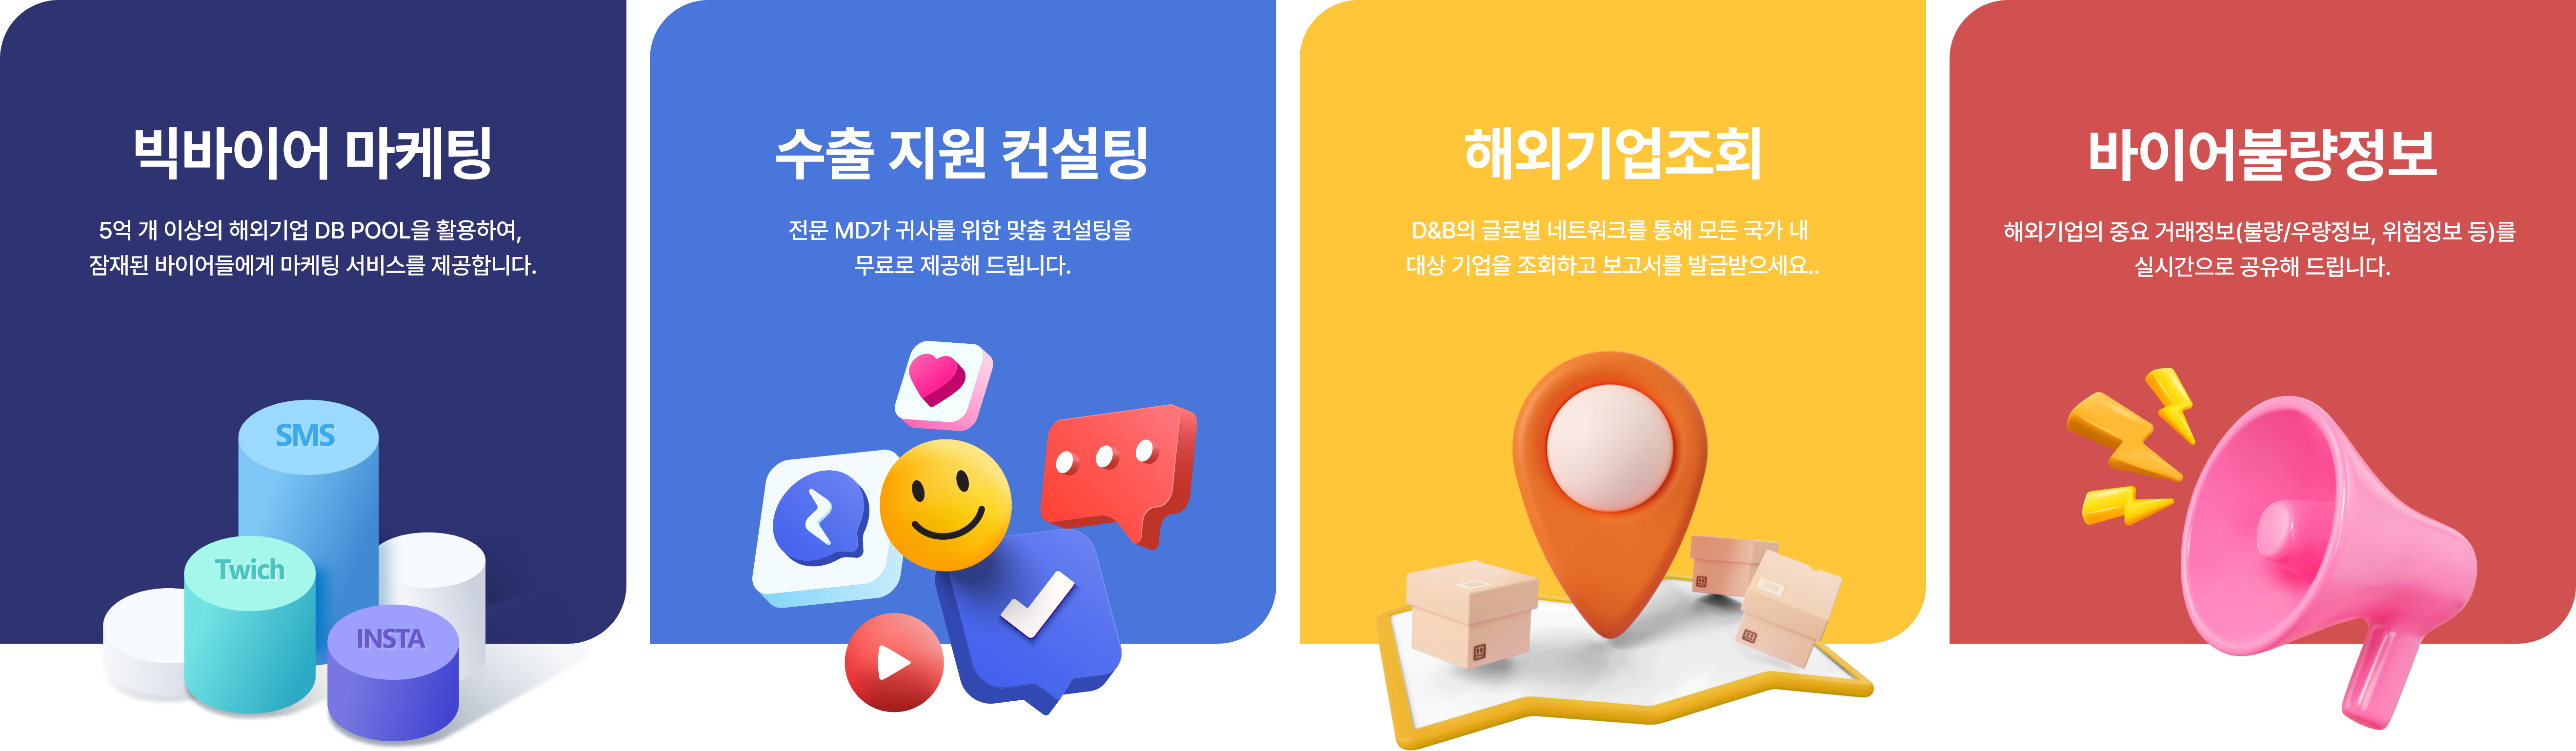 빅바이어 마케팅
5억 개 이상의 해외기업 DB POOL을 활용하여,
잠재된 바이어들에게 마케팅 서비스를 제공합니다.
SMS
Twich
INSTA
수출 지원 컨설팅
전문 MD가 귀사를 위한 맞춤 컨설팅을
무료로 제공해 드립니다.
해외기업조회
D&B의 글로벌 네트워크를 통해 모든 국가 내
대상 기업을 조회하고 보고서를 발급받으세요..
바이어불량정보
해외기업의 중요 거래정보(불량/우량정보, 위험정보 등)를
실시간으로 공유해 드립니다.